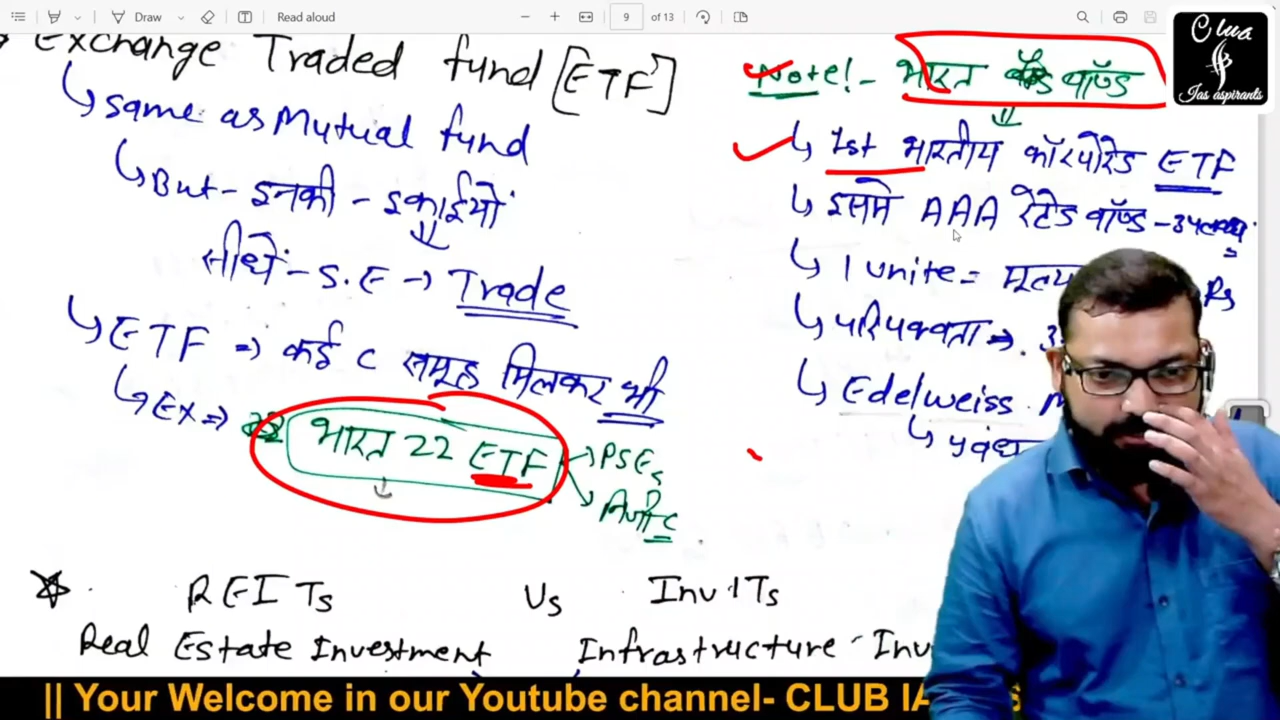 Draw
Read aloud
9 of 13
Club
Ias aspirants
Exchange Traded fund [ETF]
same as Mutual fund
But - इनकी - इकाईयों
सीधे - S.E → Trade
ETF ⇒ कई C समूह मिलकर भी
Ex ⇒ भारत 22 ETF
PSEs
Note! - भारत बॉण्ड
1st भारतीय कॉरपोरेट ETF
इसमे AAA रेटेड बॉण्ड -
1 unite = मूल्य Rs
परिपक्वता ⇒
Edelweiss
REITs Vs InvITs
Real Estate Investment Infrastructure Inv
|| Your Welcome in our Youtube channel- CLUB IA